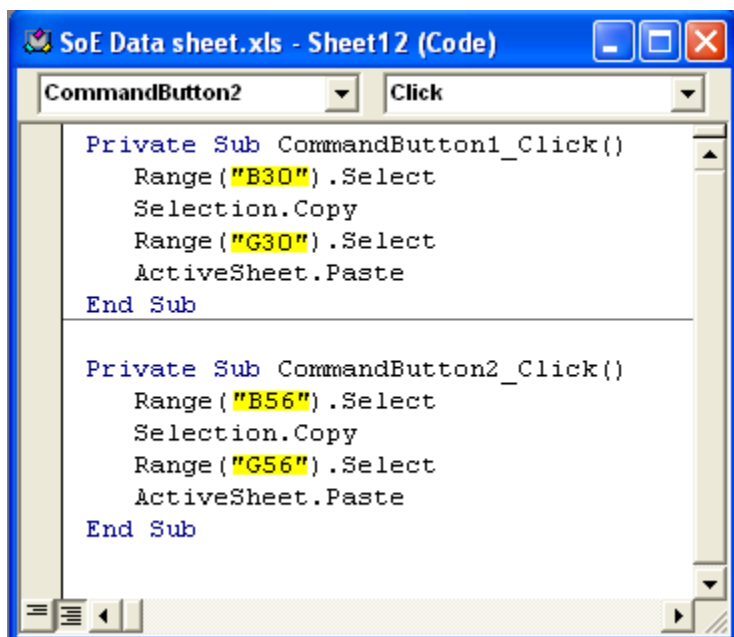 SoE Data sheet.xls - Sheet12 (Code)
CommandButton2 Click
Private Sub CommandButton1_Click()
Range("B30").Select
Selection.Copy
Range("G30").Select
ActiveSheet.Paste
End Sub
Private Sub CommandButton2_Click()
Range("B56").Select
Selection.Copy
Range("G56").Select
ActiveSheet.Paste
End Sub